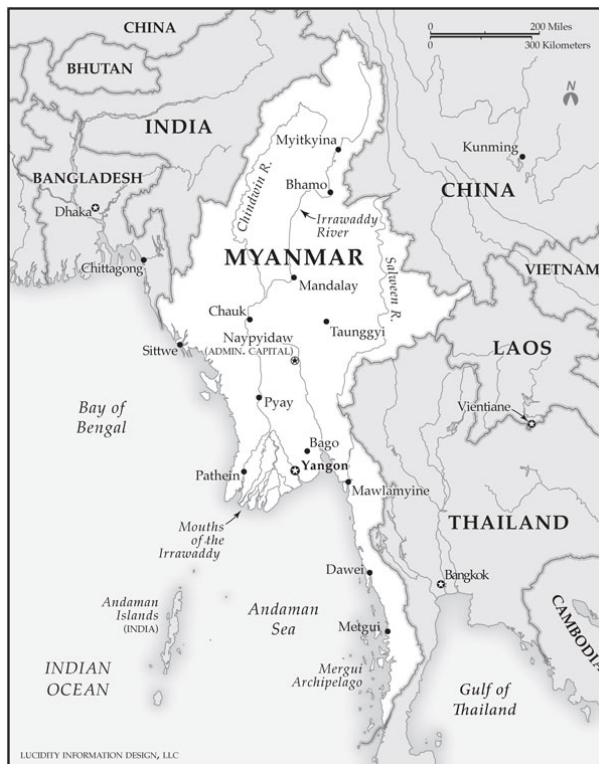 CHINA
BHUTAN
INDIA
BANGLADESH
Dhaka
Chittagong
0 200 Miles
0 300 Kilometers
N
Kunming
CHINA
Myitkyina
Bhamo
Chindwin R.
Irrawaddy
River
MYANMAR
Mandalay
Salween R.
VIETNAM
Chauk
Taunggyi
Naypyidaw
(ADMIN. CAPITAL)
Sittwe
LAOS
Bay of
Bengal
Pyay
Vientiane
Bago
Yangon
Pathein
Mawlamyine
Mouths
of the
Irrawaddy
THAILAND
Dawei
Bangkok
Andaman
Islands
(INDIA)
Andaman
Sea
CAMBODIA
Metgui
Mergui
Archipelago
INDIAN
OCEAN
Gulf of
Thailand
LUCIDITY INFORMATION DESIGN, LLC